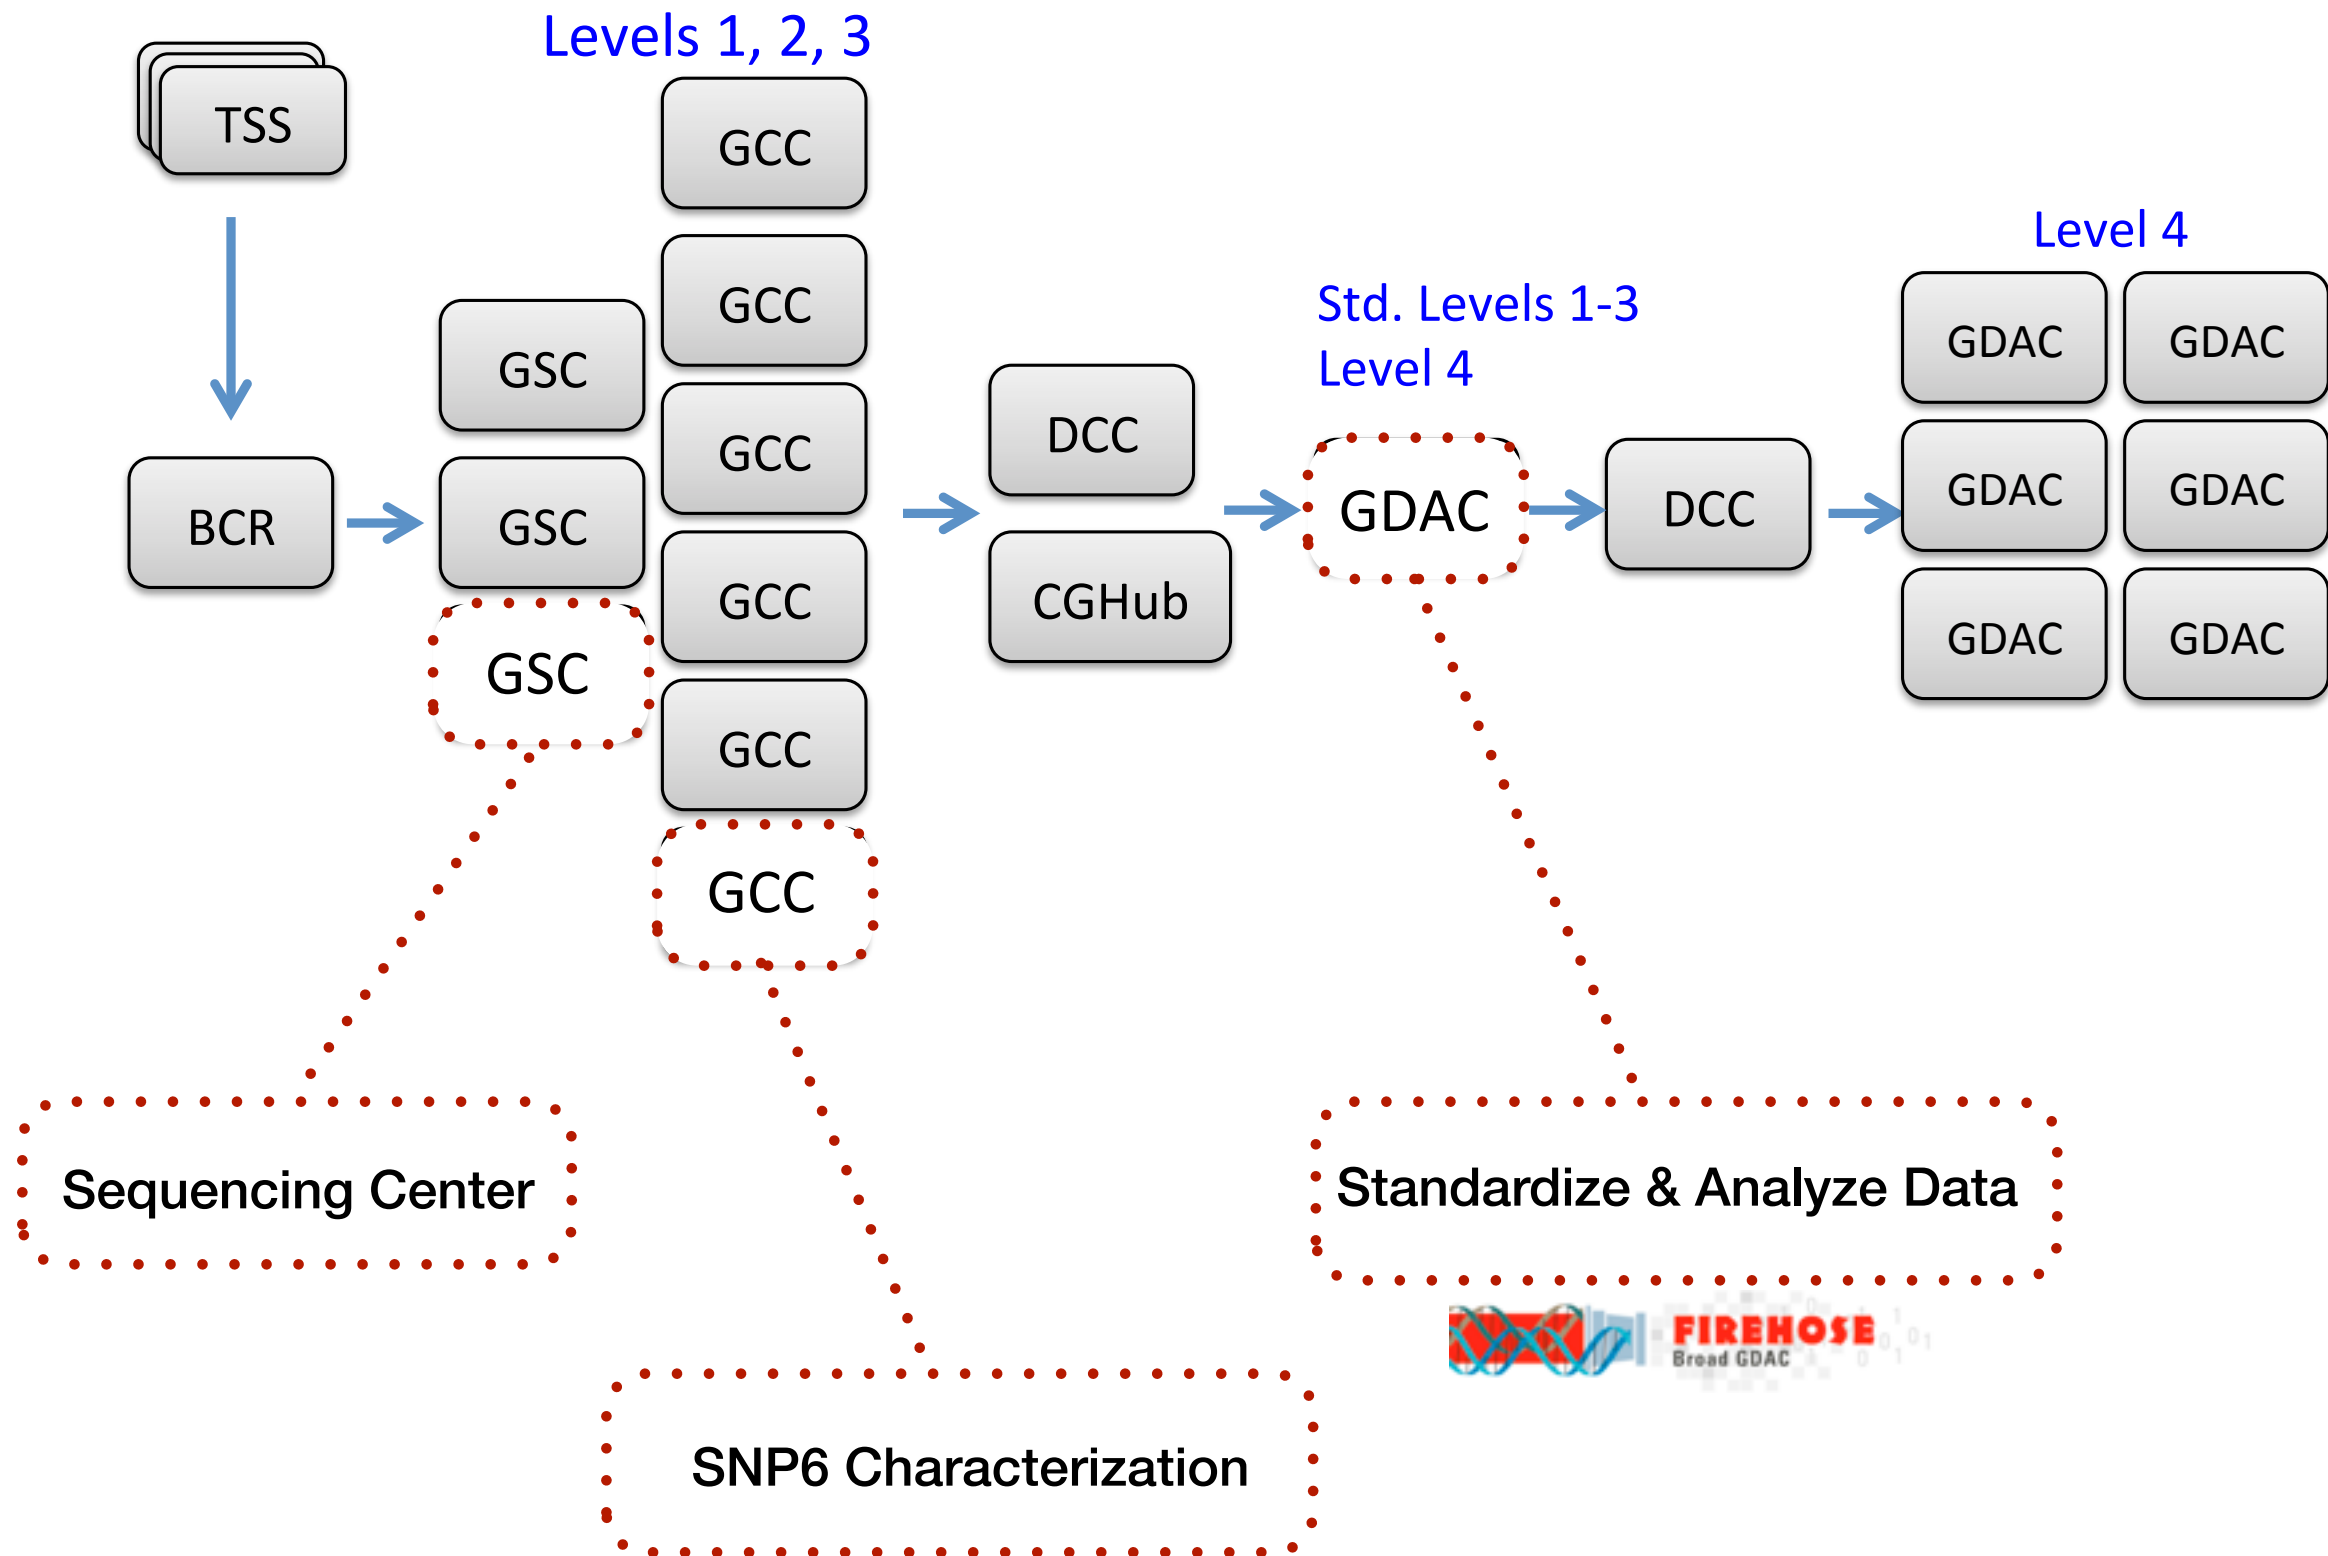 Levels 1, 2, 3
TSS
GCC
GCC
GCC
GCC
GCC
GCC
GSC
GSC
GSC
BCR
DCC
CGHub
Std. Levels 1-3
Level 4
GDAC
DCC
Level 4
GDAC GDAC
GDAC GDAC
GDAC GDAC
Sequencing Center
Standardize & Analyze Data
FIREHOSE
Broad GDAC
SNP6 Characterization